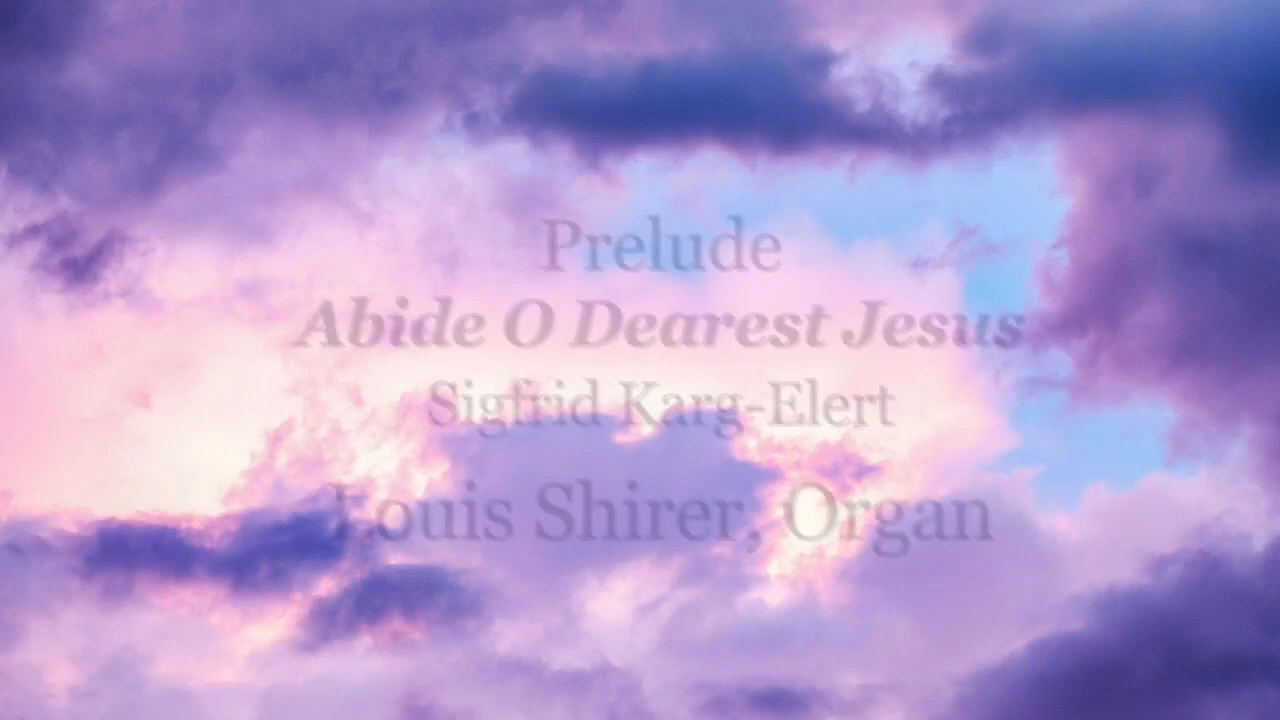 Prelude
Abide O Dearest Jesus
Sigfrid Karg-Elert
Louis Shirer, Organ